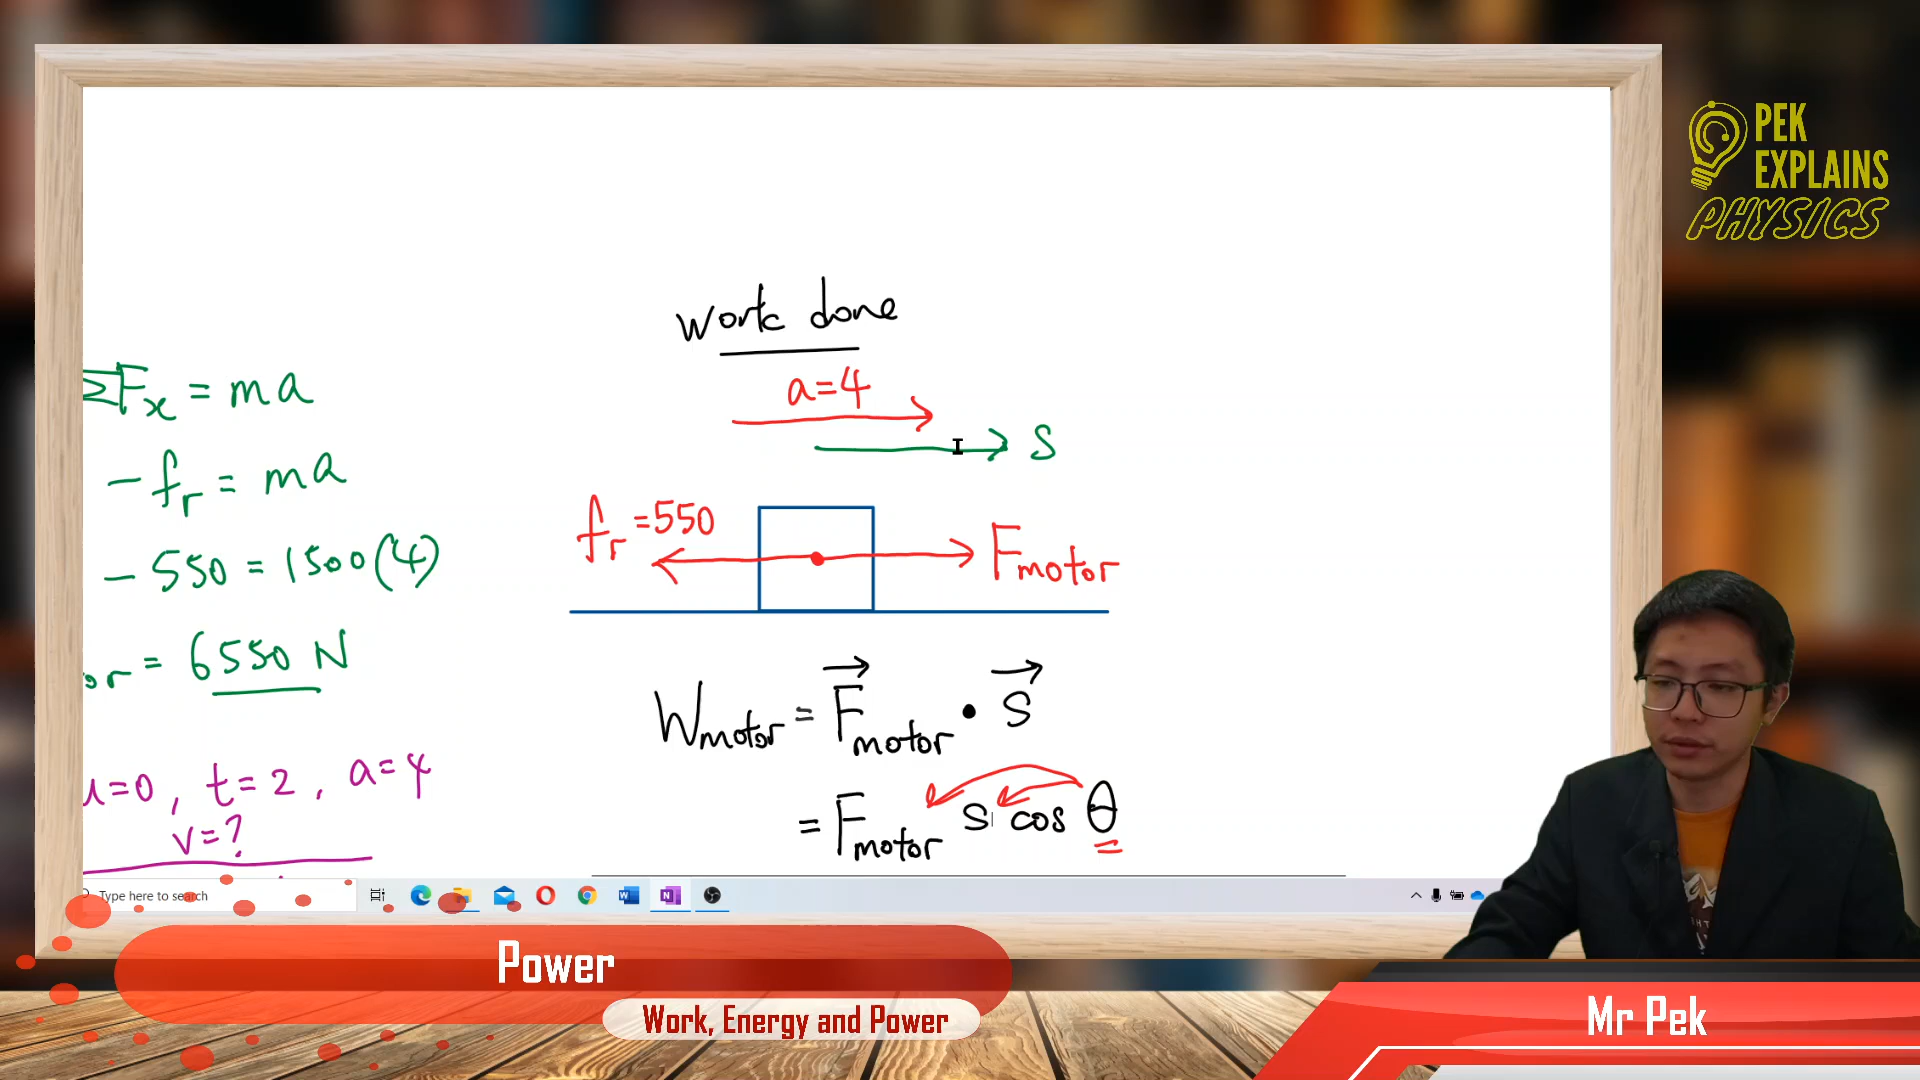 PEK
EXPLAINS
PHYSICS
work done
a=4
S
fr =550
Fmotor
Wmotor = Fmotor • S
= Fmotor S cos θ
ΣFx = ma
- fr = ma
- 550 = 1500(4)
or = 6550 N
u=0, t=2, a=4
v=?
Type here to search
Power
Work, Energy and Power
Mr Pek